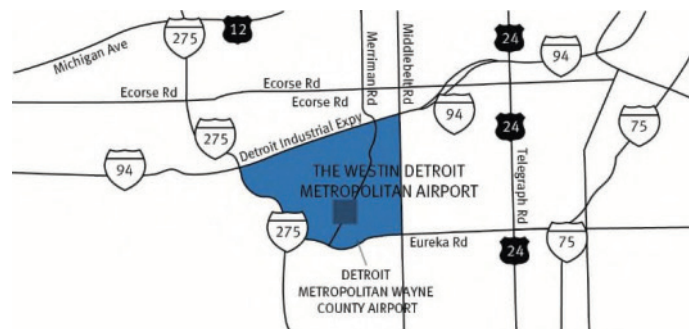 275
12
24
94
Michigan Ave
Merriman Rd
Middlebelt Rd
Ecorse Rd
Ecorse Rd
Ecorse Rd
94
75
24
275
Detroit Industrial Expy
94
THE WESTIN DETROIT
METROPOLITAN AIRPORT
Telegraph Rd
275
Eureka Rd
75
24
DETROIT
METROPOLITAN WAYNE
COUNTY AIRPORT